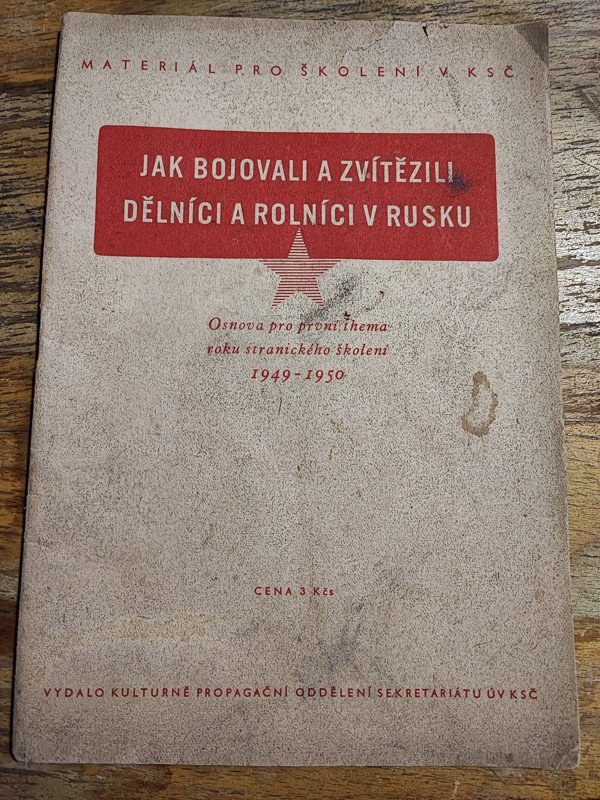 MATERIÁL PRO ŠKOLENÍ V KSČ
JAK BOJOVALI A ZVÍTĚZILI
DĚLNÍCI A ROLNÍCI V RUSKU
Osnova pro první thema
roku stranického školení
1949-1950
CENA 3 Kčs
VYDALO KULTURNĚ PROPAGAČNÍ ODDĚLENÍ SEKRETARIÁTU ÚV KSČ